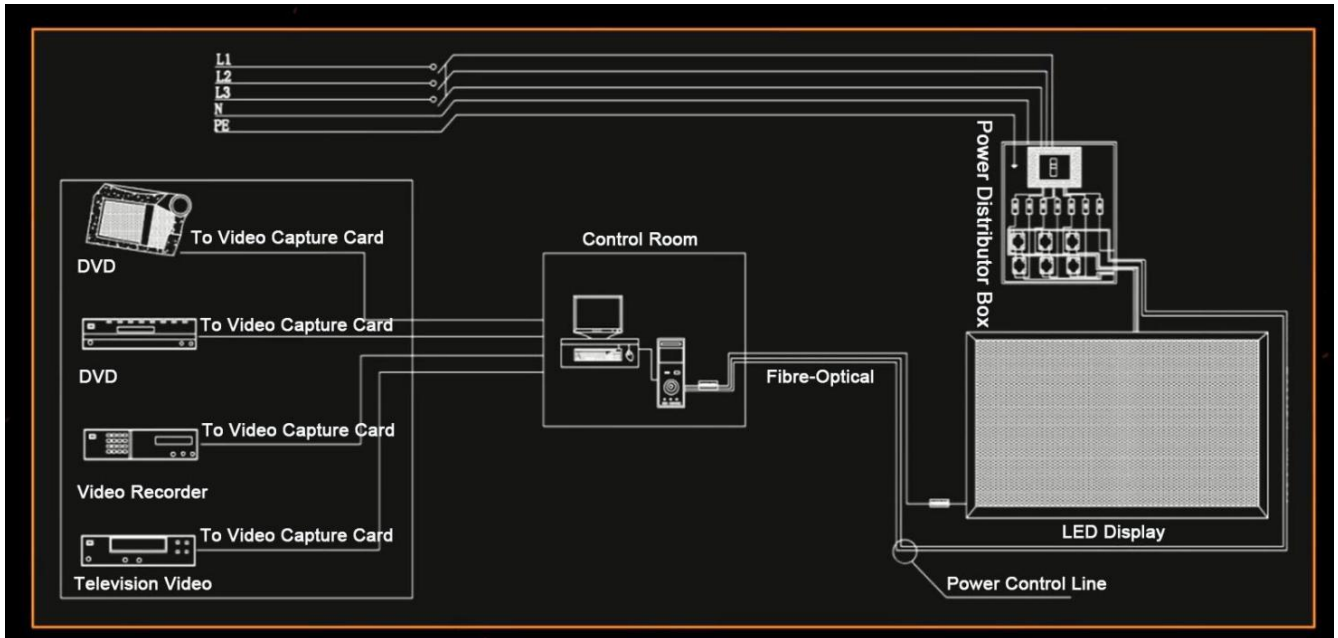 L1
L2
L3
N
PE
Power Distributor Box
To Video Capture Card
DVD
Control Room
To Video Capture Card
DVD
Fibre-Optical
To Video Capture Card
Video Recorder
To Video Capture Card
LED Display
Television Video
Power Control Line